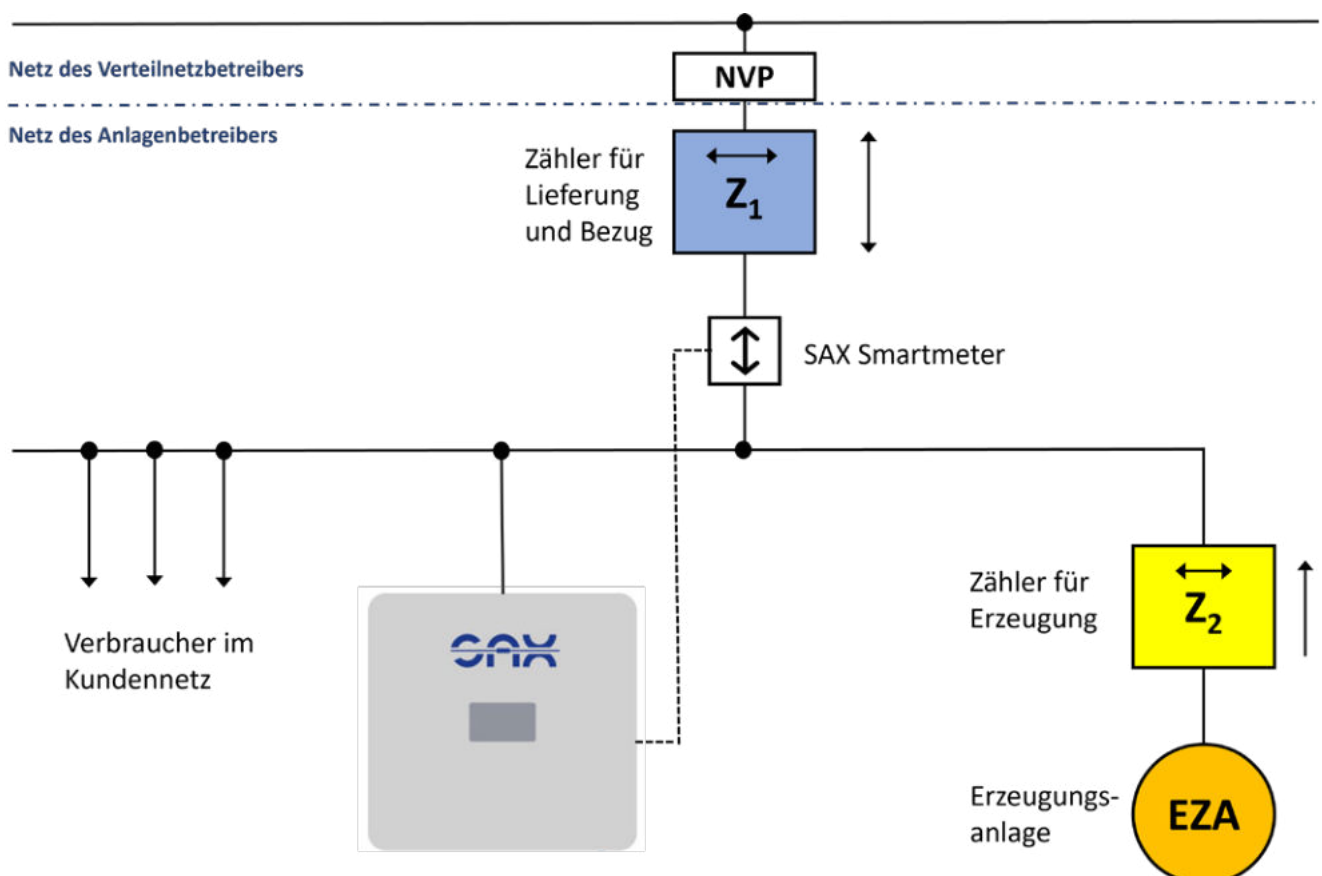 Netz des Verteilnetzbetreibers
NVP
Netz des Anlagenbetreibers
Zähler für
Lieferung
und Bezug
Z₁
SAX Smartmeter
Zähler für
Erzeugung
Z₂
Verbraucher im
Kundennetz
SAX
Erzeugungs-
anlage
EZA